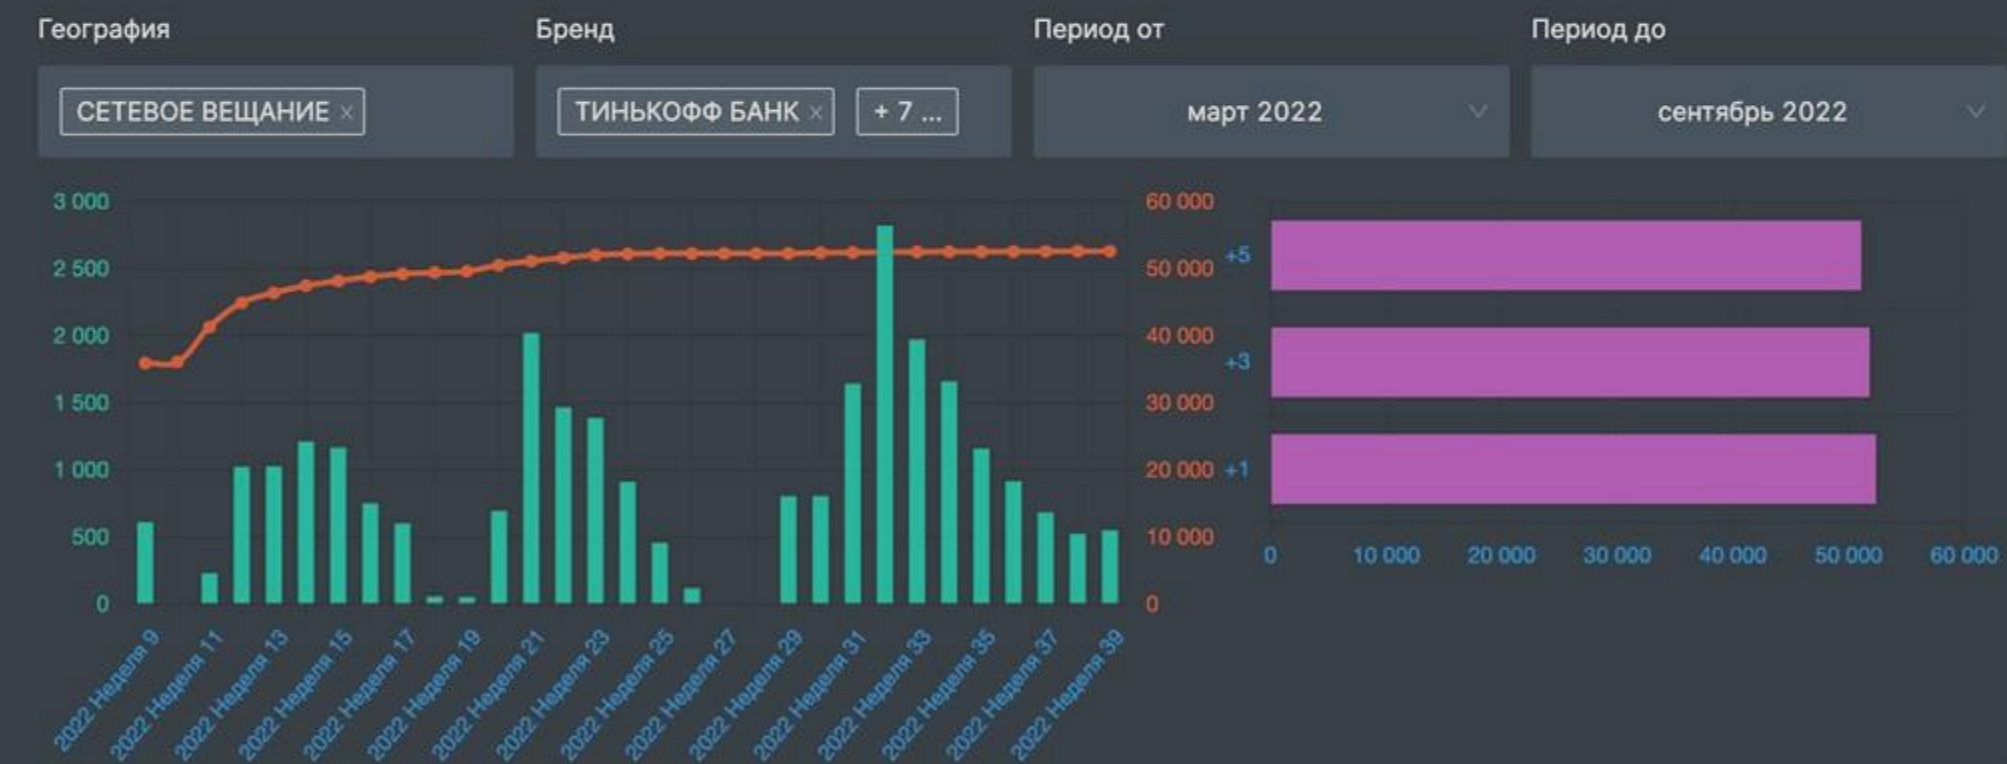 География Бренд Период от Период до
СЕТЕВОЕ ВЕЩАНИЕ × ТИНЬКОФФ БАНК × + 7 ... март 2022 сентябрь 2022
3 000
2 500
2 000
1 500
1 000
500
0
60 000
50 000
40 000
30 000
20 000
10 000
0
2022 Неделя 9
2022 Неделя 11
2022 Неделя 13
2022 Неделя 15
2022 Неделя 17
2022 Неделя 19
2022 Неделя 21
2022 Неделя 23
2022 Неделя 25
2022 Неделя 27
2022 Неделя 29
2022 Неделя 31
2022 Неделя 33
2022 Неделя 35
2022 Неделя 37
2022 Неделя 39
+5
+3
+1
0 10 000 20 000 30 000 40 000 50 000 60 000